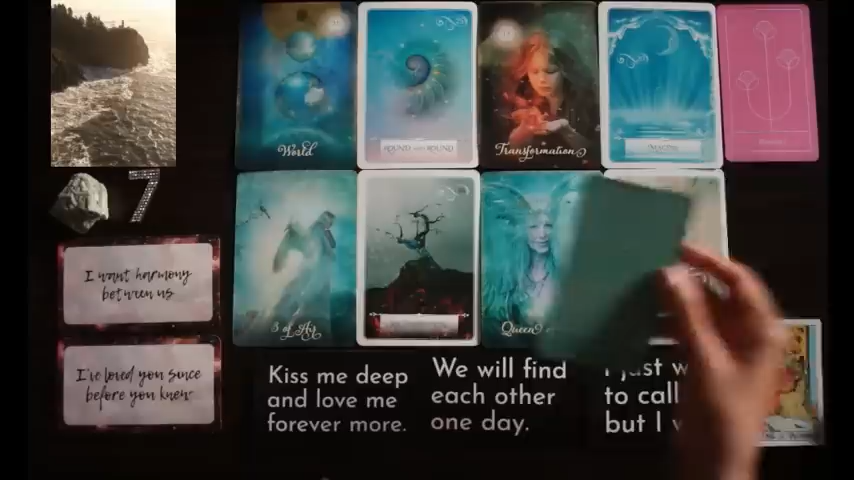 World
ROUND AND ROUND
Transformation
7
I want harmony
between us
I've loved you since
before you knew
3 of Air
Queen
Kiss me deep
and love me
forever more.
We will find
each other
one day.
I just w
to call
but I